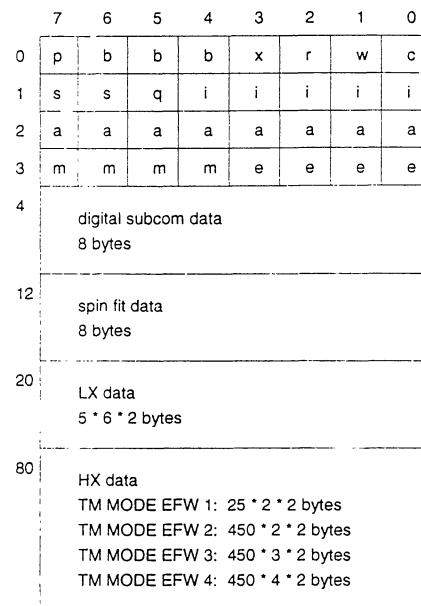 7 6 5 4 3 2 1 0
0 p b b b x r w c
1 s s q i i i i i
2 a a a a a a a a
3 m m m m e e e e
4
digital subcom data
8 bytes
12
spin fit data
8 bytes
20
LX data
5 * 6 * 2 bytes
80
HX data
TM MODE EFW 1: 25 * 2 * 2 bytes
TM MODE EFW 2: 450 * 2 * 2 bytes
TM MODE EFW 3: 450 * 3 * 2 bytes
TM MODE EFW 4: 450 * 4 * 2 bytes